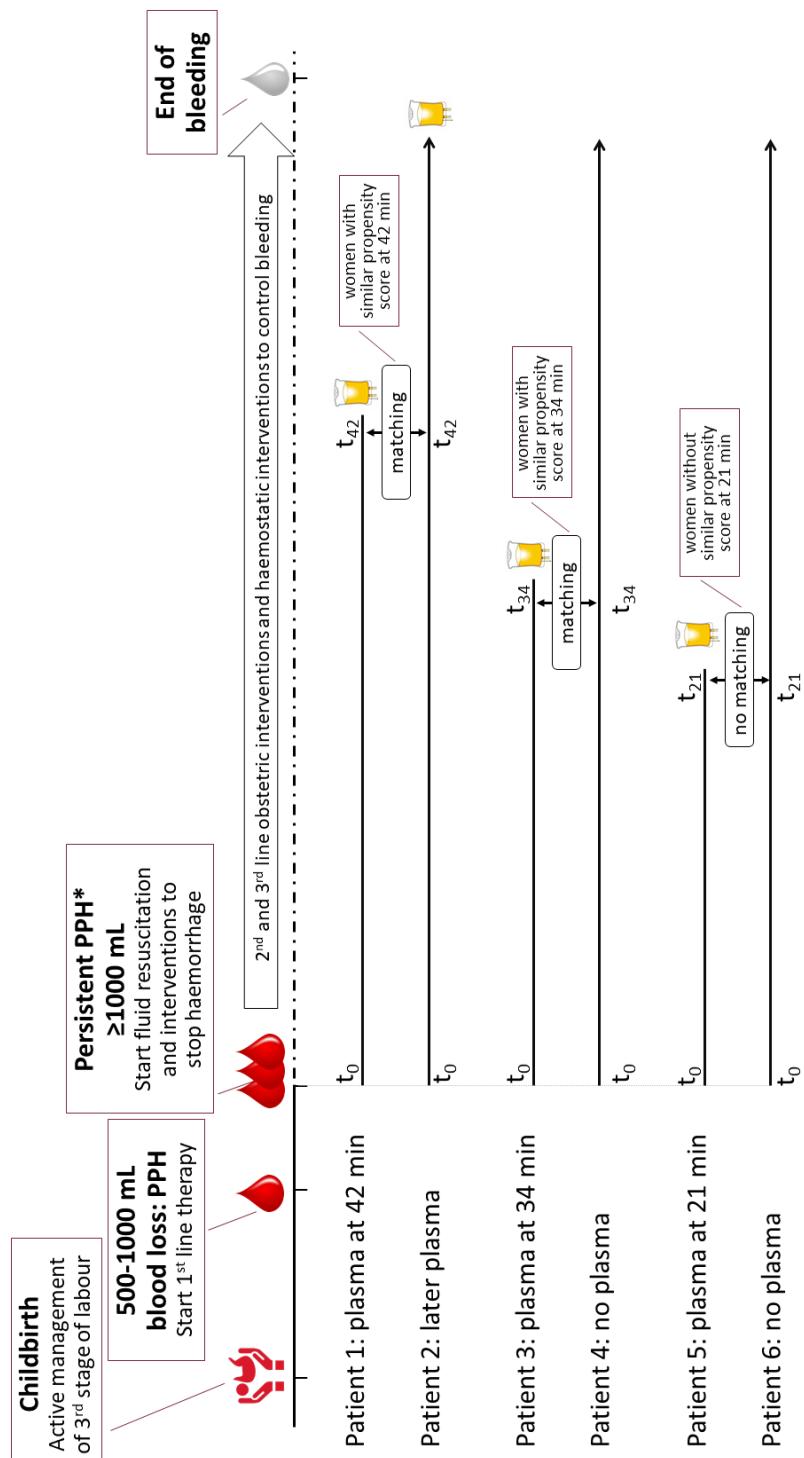 Childbirth
Active management
of 3rd stage of labour
500-1000 mL
blood loss: PPH
Start 1st line therapy
Persistent PPH*
≥1000 mL
Start fluid resuscitation
and interventions to
stop haemorrhage
End of
bleeding
2nd and 3rd line obstetric interventions and haemostatic interventions to control bleeding
Patient 1: plasma at 42 min
t0
t42
matching
women with
similar propensity
score at 42 min
Patient 2: later plasma
t0
t42
Patient 3: plasma at 34 min
t0
t34
matching
women with
similar propensity
score at 34 min
Patient 4: no plasma
t0
t34
Patient 5: plasma at 21 min
t0
t21
no matching
women without
similar propensity
score at 21 min
Patient 6: no plasma
t0
t21